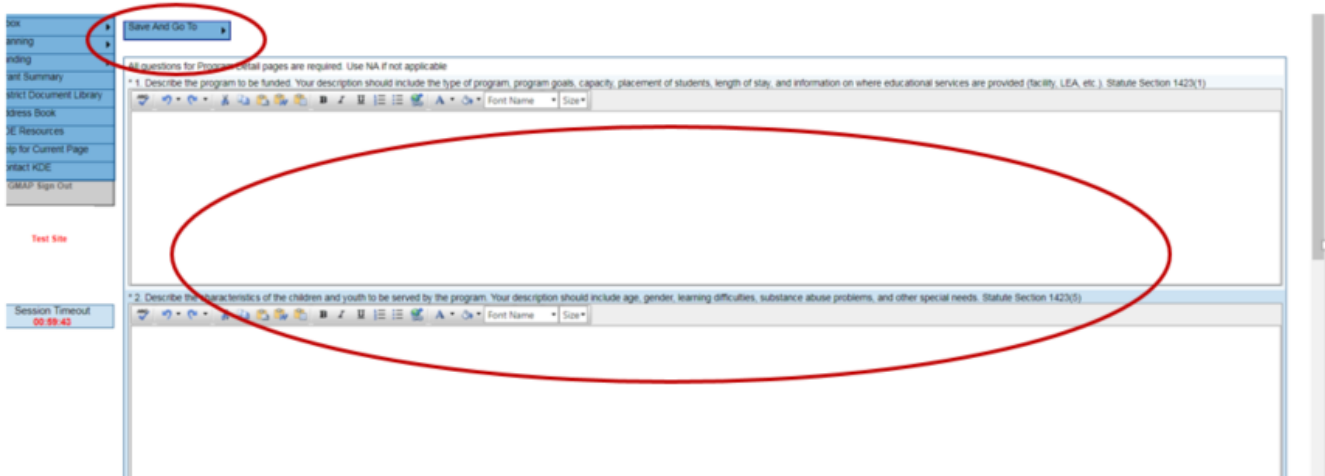 box
Save And Go To
anning
nding
ant Summary
strict Document Library
ddress Book
DE Resources
elp for Current Page
ontact KDE
GMAP Sign Out
Test Site
Session Timeout
00:59:43
All questions for Program Detail pages are required. Use NA if not applicable
* 1. Describe the program to be funded. Your description should include the type of program, program goals, capacity, placement of students, length of stay, and information on where educational services are provided (facility, LEA, etc.). Statute Section 1423(1)
B I U A Font Name Size
* 2. Describe the characteristics of the children and youth to be served by the program. Your description should include age, gender, learning difficulties, substance abuse problems, and other special needs. Statute Section 1423(5)
B I U A Font Name Size